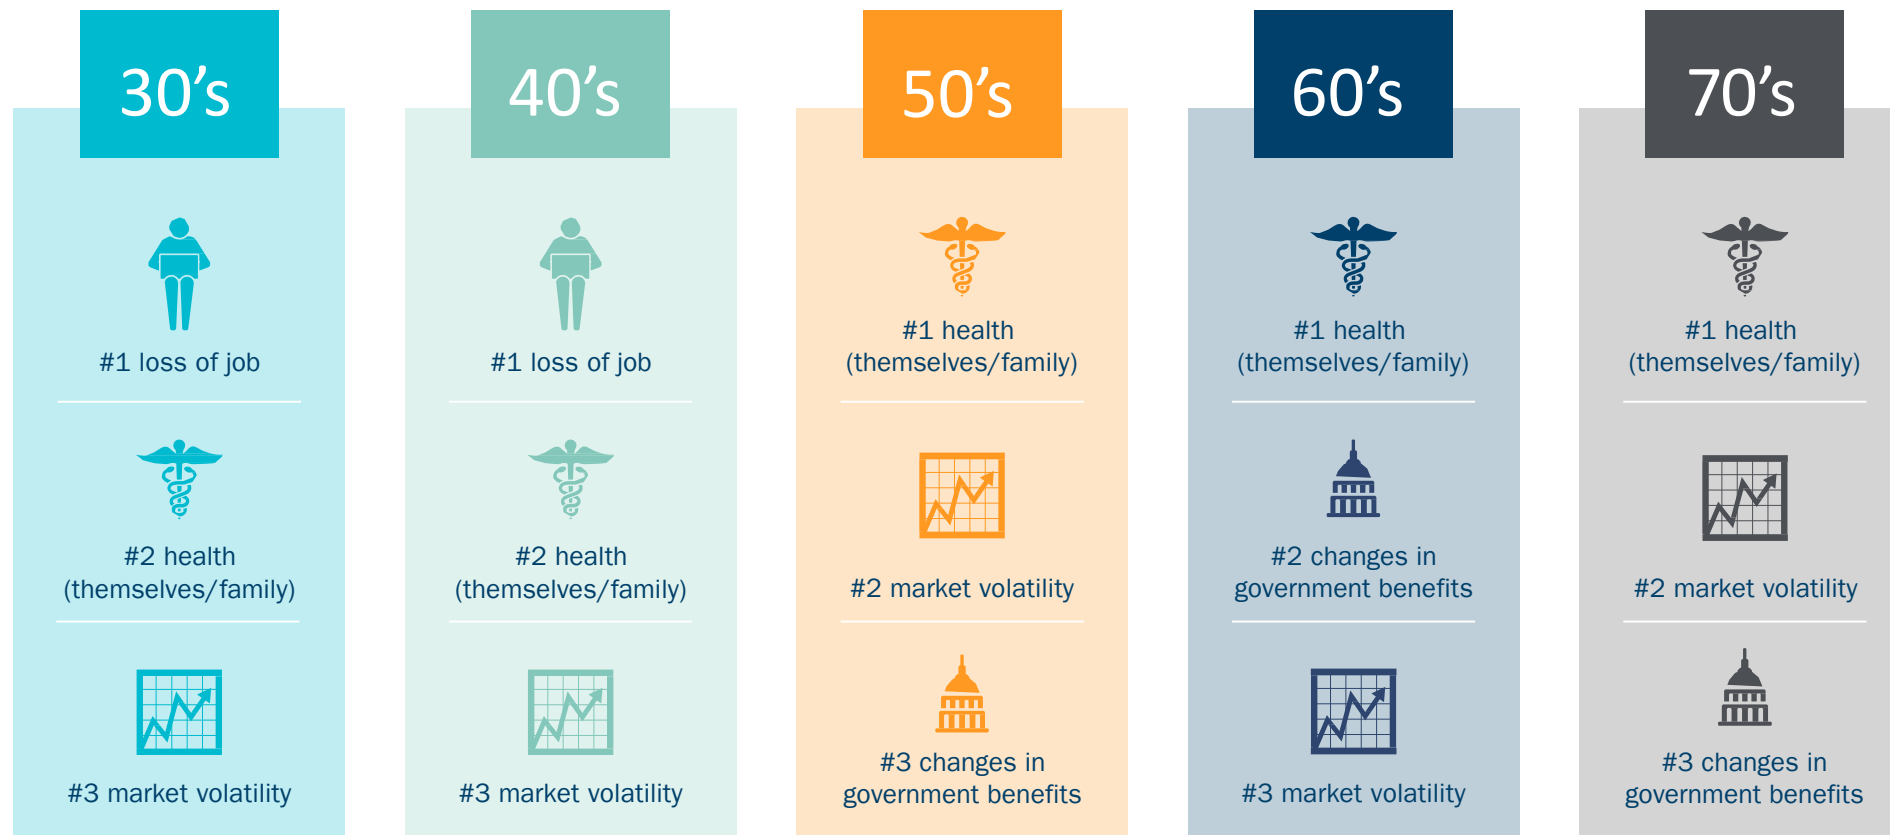 30’s
#1 loss of job
#2 health
(themselves/family)
#3 market volatility
40’s
#1 loss of job
#2 health
(themselves/family)
#3 market volatility
50’s
#1 health
(themselves/family)
#2 market volatility
#3 changes in
government benefits
60’s
#1 health
(themselves/family)
#2 changes in
government benefits
#3 market volatility
70’s
#1 health
(themselves/family)
#2 market volatility
#3 changes in
government benefits